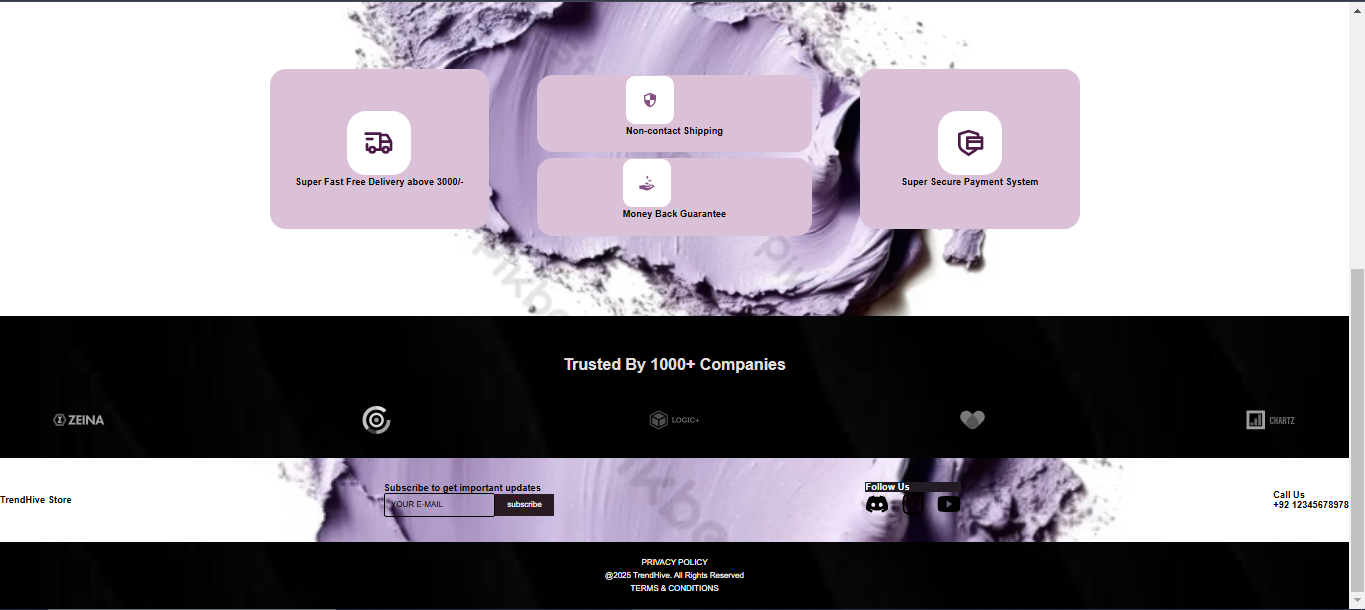 Non-contact Shipping
Super Fast Free Delivery above 3000/-
Super Secure Payment System
Money Back Guarantee
Trusted By 1000+ Companies
ZEINA
LOGIC+
CHARTZ
TrendHive Store
Subscribe to get important updates
YOUR E-MAIL
subscribe
Follow Us
Call Us
+92 12345678978
PRIVACY POLICY
@2025 TrendHive. All Rights Reserved
TERMS & CONDITIONS